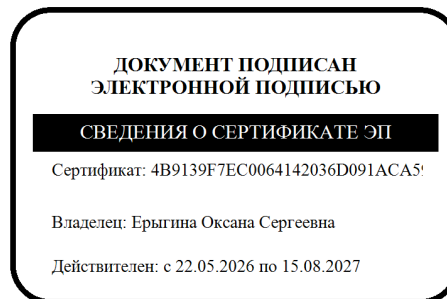 ДОКУМЕНТ ПОДПИСАН
ЭЛЕКТРОННОЙ ПОДПИСЬЮ
СВЕДЕНИЯ О СЕРТИФИКАТЕ ЭП
Сертификат: 4B9139F7EC0064142036D091ACA59
Владелец: Ерыгина Оксана Сергеевна
Действителен: с 22.05.2026 по 15.08.2027